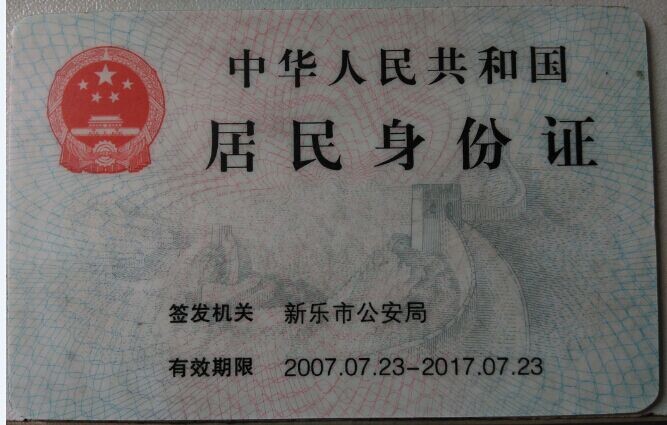 中华人民共和国
居民身份证
签发机关 新乐市公安局
有效期限 2007.07.23-2017.07.23